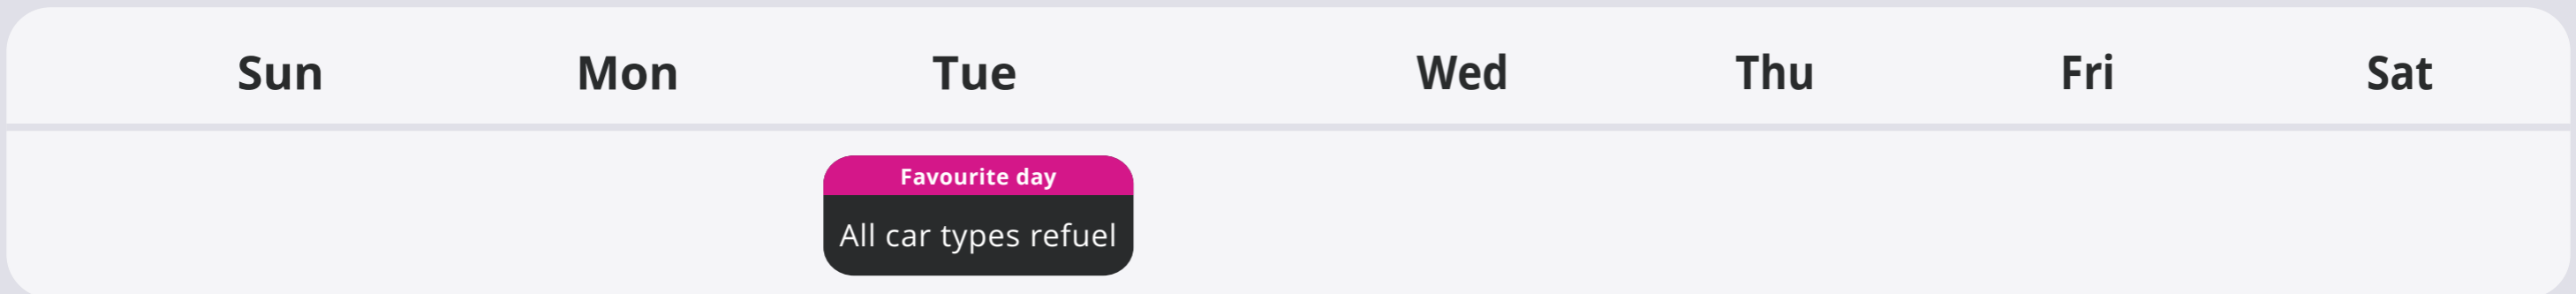 Sun Mon Tue Wed Thu Fri Sat
Favourite day
All car types refuel